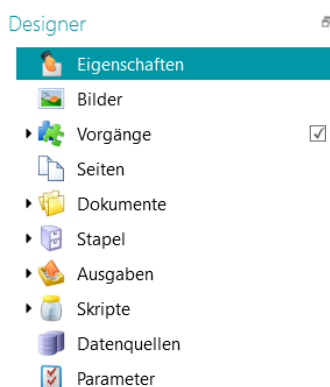 Designer
Eigenschaften
Bilder
Vorgänge
Seiten
Dokumente
Stapel
Ausgaben
Skripte
Datenquellen
Parameter